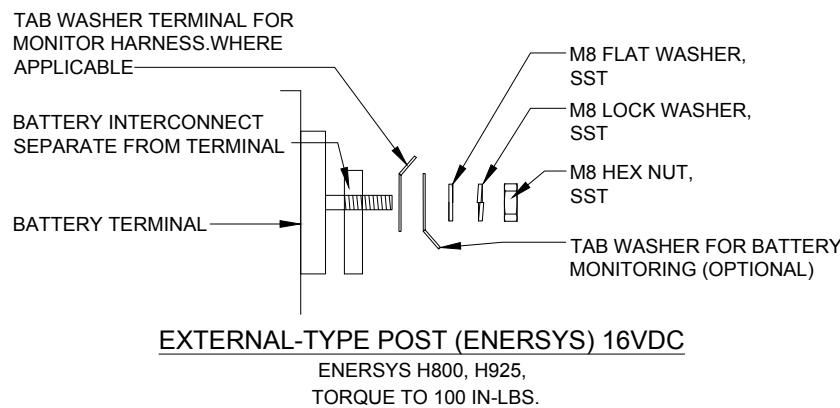 TAB WASHER TERMINAL FOR
MONITOR HARNESS.WHERE
APPLICABLE
BATTERY INTERCONNECT
SEPARATE FROM TERMINAL
BATTERY TERMINAL
M8 FLAT WASHER,
SST
M8 LOCK WASHER,
SST
M8 HEX NUT,
SST
TAB WASHER FOR BATTERY
MONITORING (OPTIONAL)
EXTERNAL-TYPE POST (ENERSYS) 16VDC
ENERSYS H800, H925,
TORQUE TO 100 IN-LBS.